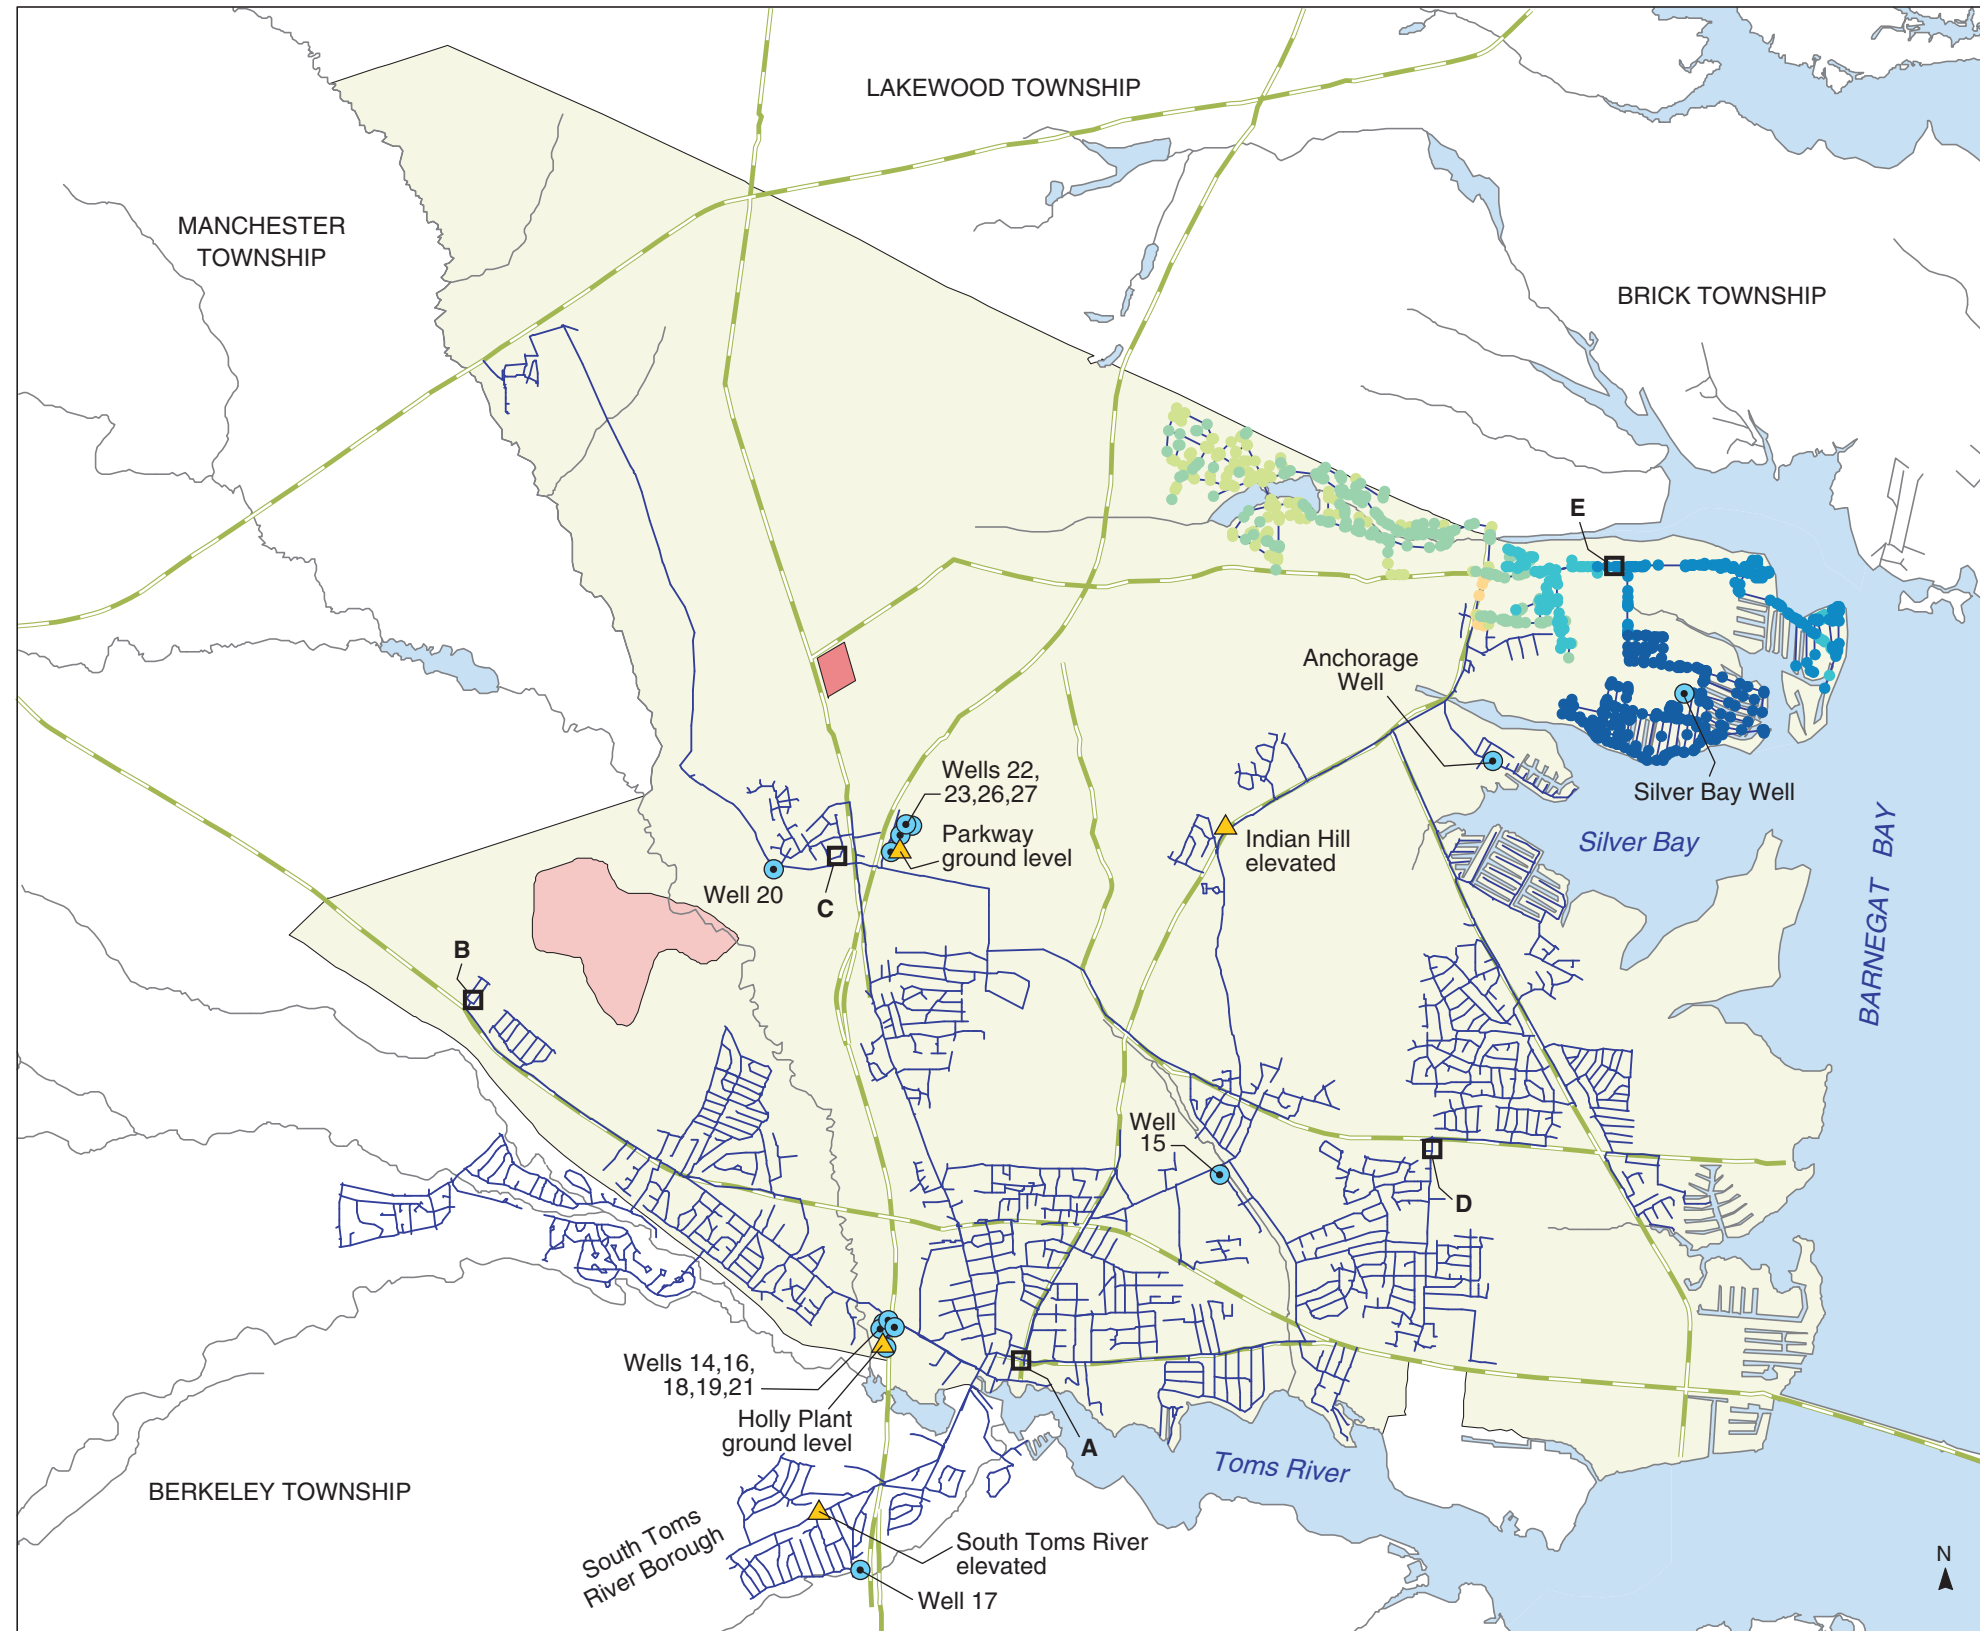 LAKEWOOD TOWNSHIP
MANCHESTER
TOWNSHIP
BRICK TOWNSHIP
E
Anchorage
Well
Silver Bay Well
Wells 22,
23,26,27
Parkway
ground level
Indian Hill
elevated
Silver Bay
BARNEGAT BAY
Well 20
C
B
Well
15
D
Wells 14,16,
18,19,21
Holly Plant
ground level
A
Toms River
BERKELEY TOWNSHIP
South Toms
River Borough
South Toms River
elevated
Well 17
N